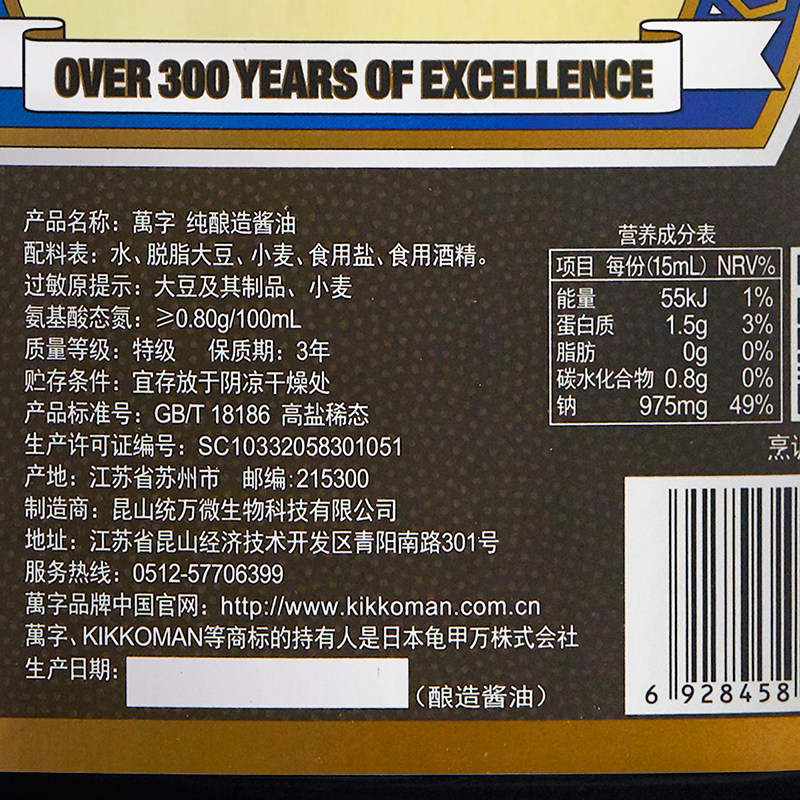 OVER 300 YEARS OF EXCELLENCE
产品名称：萬字 纯酿造酱油
配料表：水、脱脂大豆、小麦、食用盐、食用酒精。
过敏原提示：大豆及其制品、小麦
氨基酸态氮：≥0.80g/100mL
质量等级：特级 保质期：3年
贮存条件：宜存放于阴凉干燥处
产品标准号：GB/T 18186 高盐稀态
生产许可证编号：SC10332058301051
产地：江苏省苏州市 邮编:215300
制造商：昆山统万微生物科技有限公司
地址：江苏省昆山经济技术开发区青阳南路301号
服务热线：0512-57706399
萬字品牌中国官网：http://www.kikkoman.com.cn
萬字、KIKKOMAN等商标的持有人是日本龟甲万株式会社
生产日期：
（酿造酱油）
营养成分表
项目 每份(15mL) NRV%
能量 55kJ 1%
蛋白质 1.5g 3%
脂肪 0g 0%
碳水化合物 0.8g 0%
钠 975mg 49%
烹
6 928458